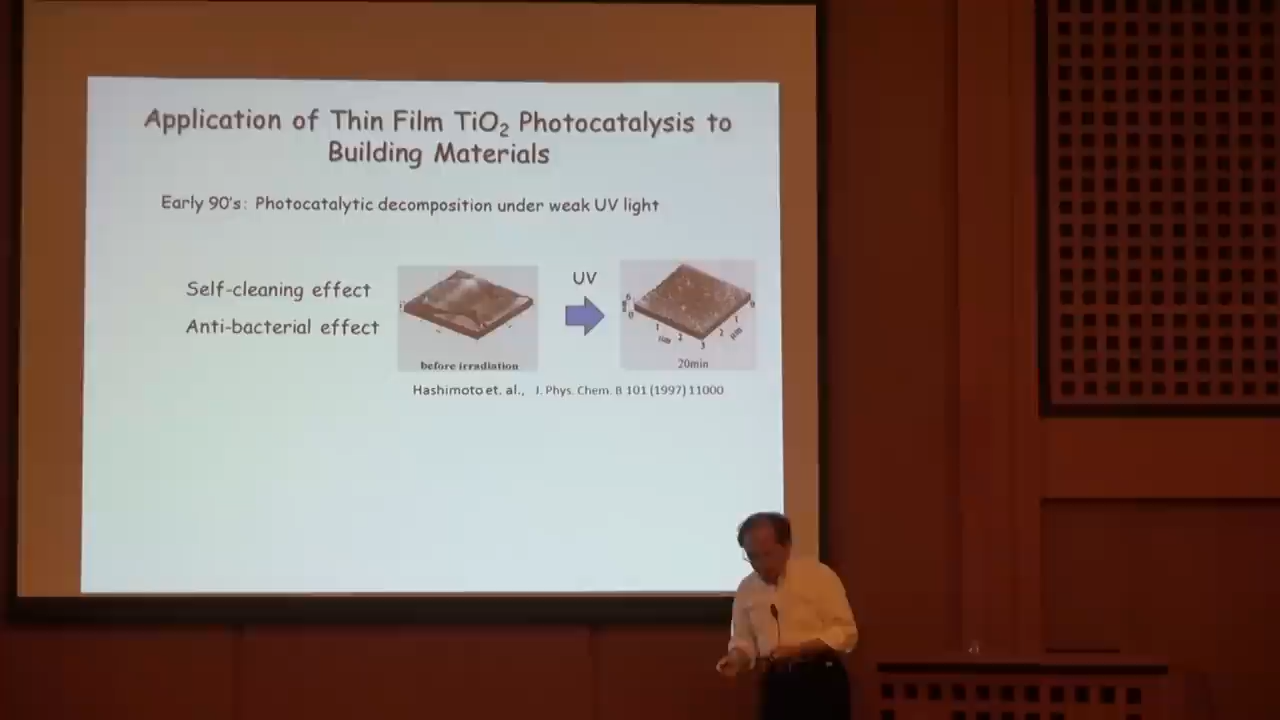 Application of Thin Film TiO2 Photocatalysis to
Building Materials
Early 90's: Photocatalytic decomposition under weak UV light
Self-cleaning effect
Anti-bacterial effect
UV
before irradiation
20min
Hashimoto et. al., J. Phys. Chem. B 101 (1997) 11000